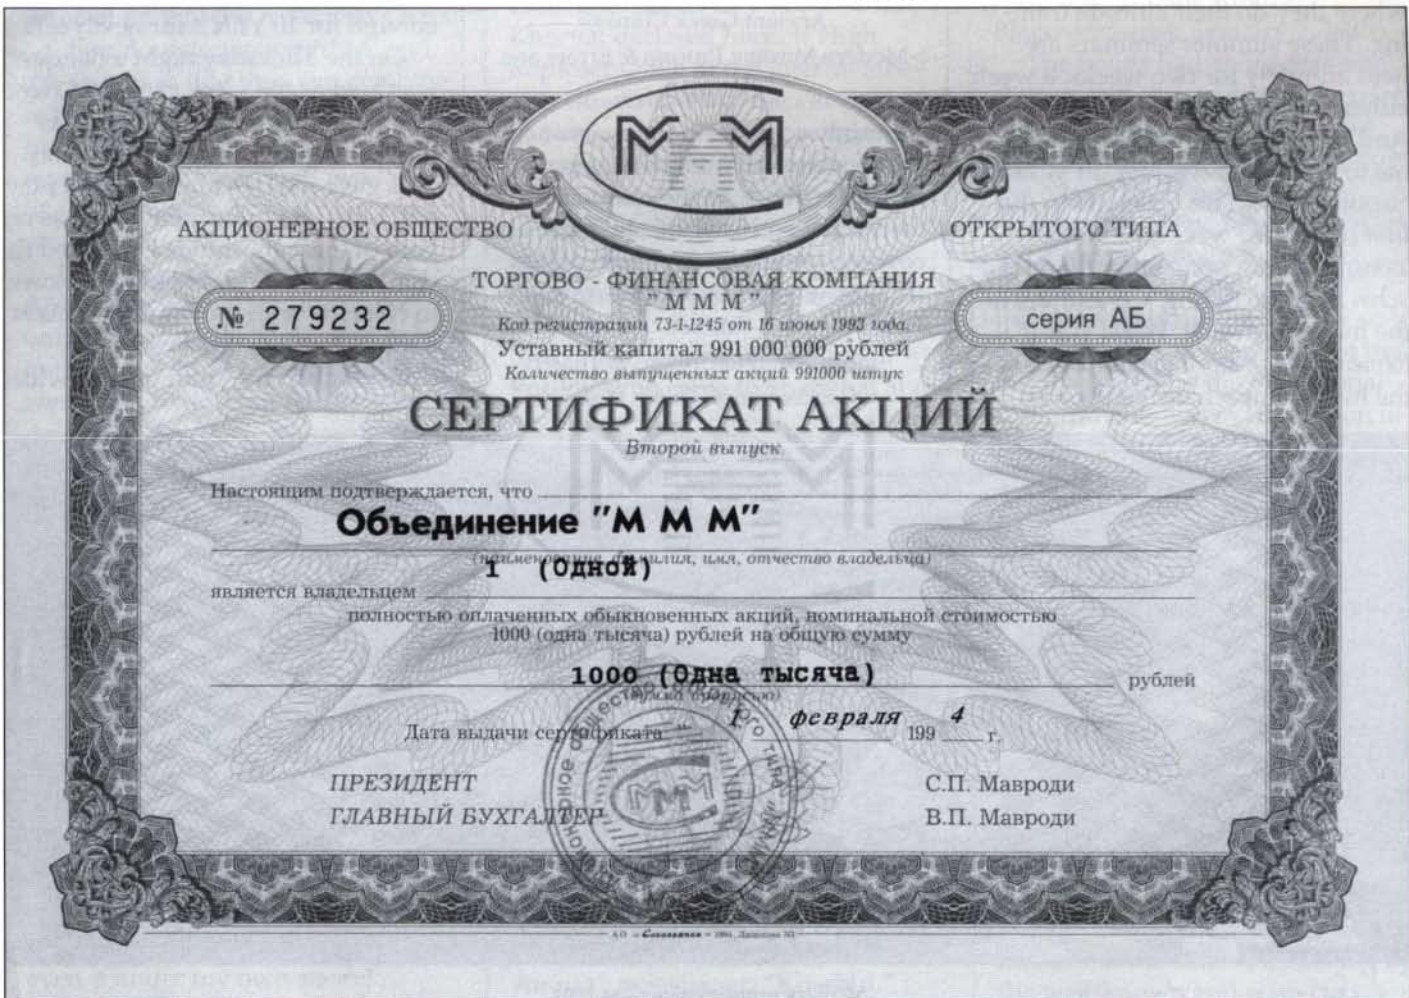 МММ
АКЦИОНЕРНОЕ ОБЩЕСТВО
ОТКРЫТОГО ТИПА
ТОРГОВО - ФИНАНСОВАЯ КОМПАНИЯ
" М М М "
№ 279232
серия АБ
Код регистрации 73-1-1245 от 16 июня 1993 года.
Уставный капитал 991 000 000 рублей
Количество выпущенных акций 991000 штук
СЕРТИФИКАТ АКЦИЙ
Второй выпуск
Настоящим подтверждается, что
Объединение "М М М"
(наименование, фамилия, имя, отчество владельца)
1 (Одной)
является владельцем
полностью оплаченных обыкновенных акций, номинальной стоимостью
1000 (одна тысяча) рублей на общую сумму
1000 (Одна тысяча)
рублей
Дата выдачи сертификата 1 февраля 199 4 г.
ПРЕЗИДЕНТ С.П. Мавроди
ГЛАВНЫЙ БУХГАЛТЕР В.П. Мавроди
акционерное общество открытого типа
МММ